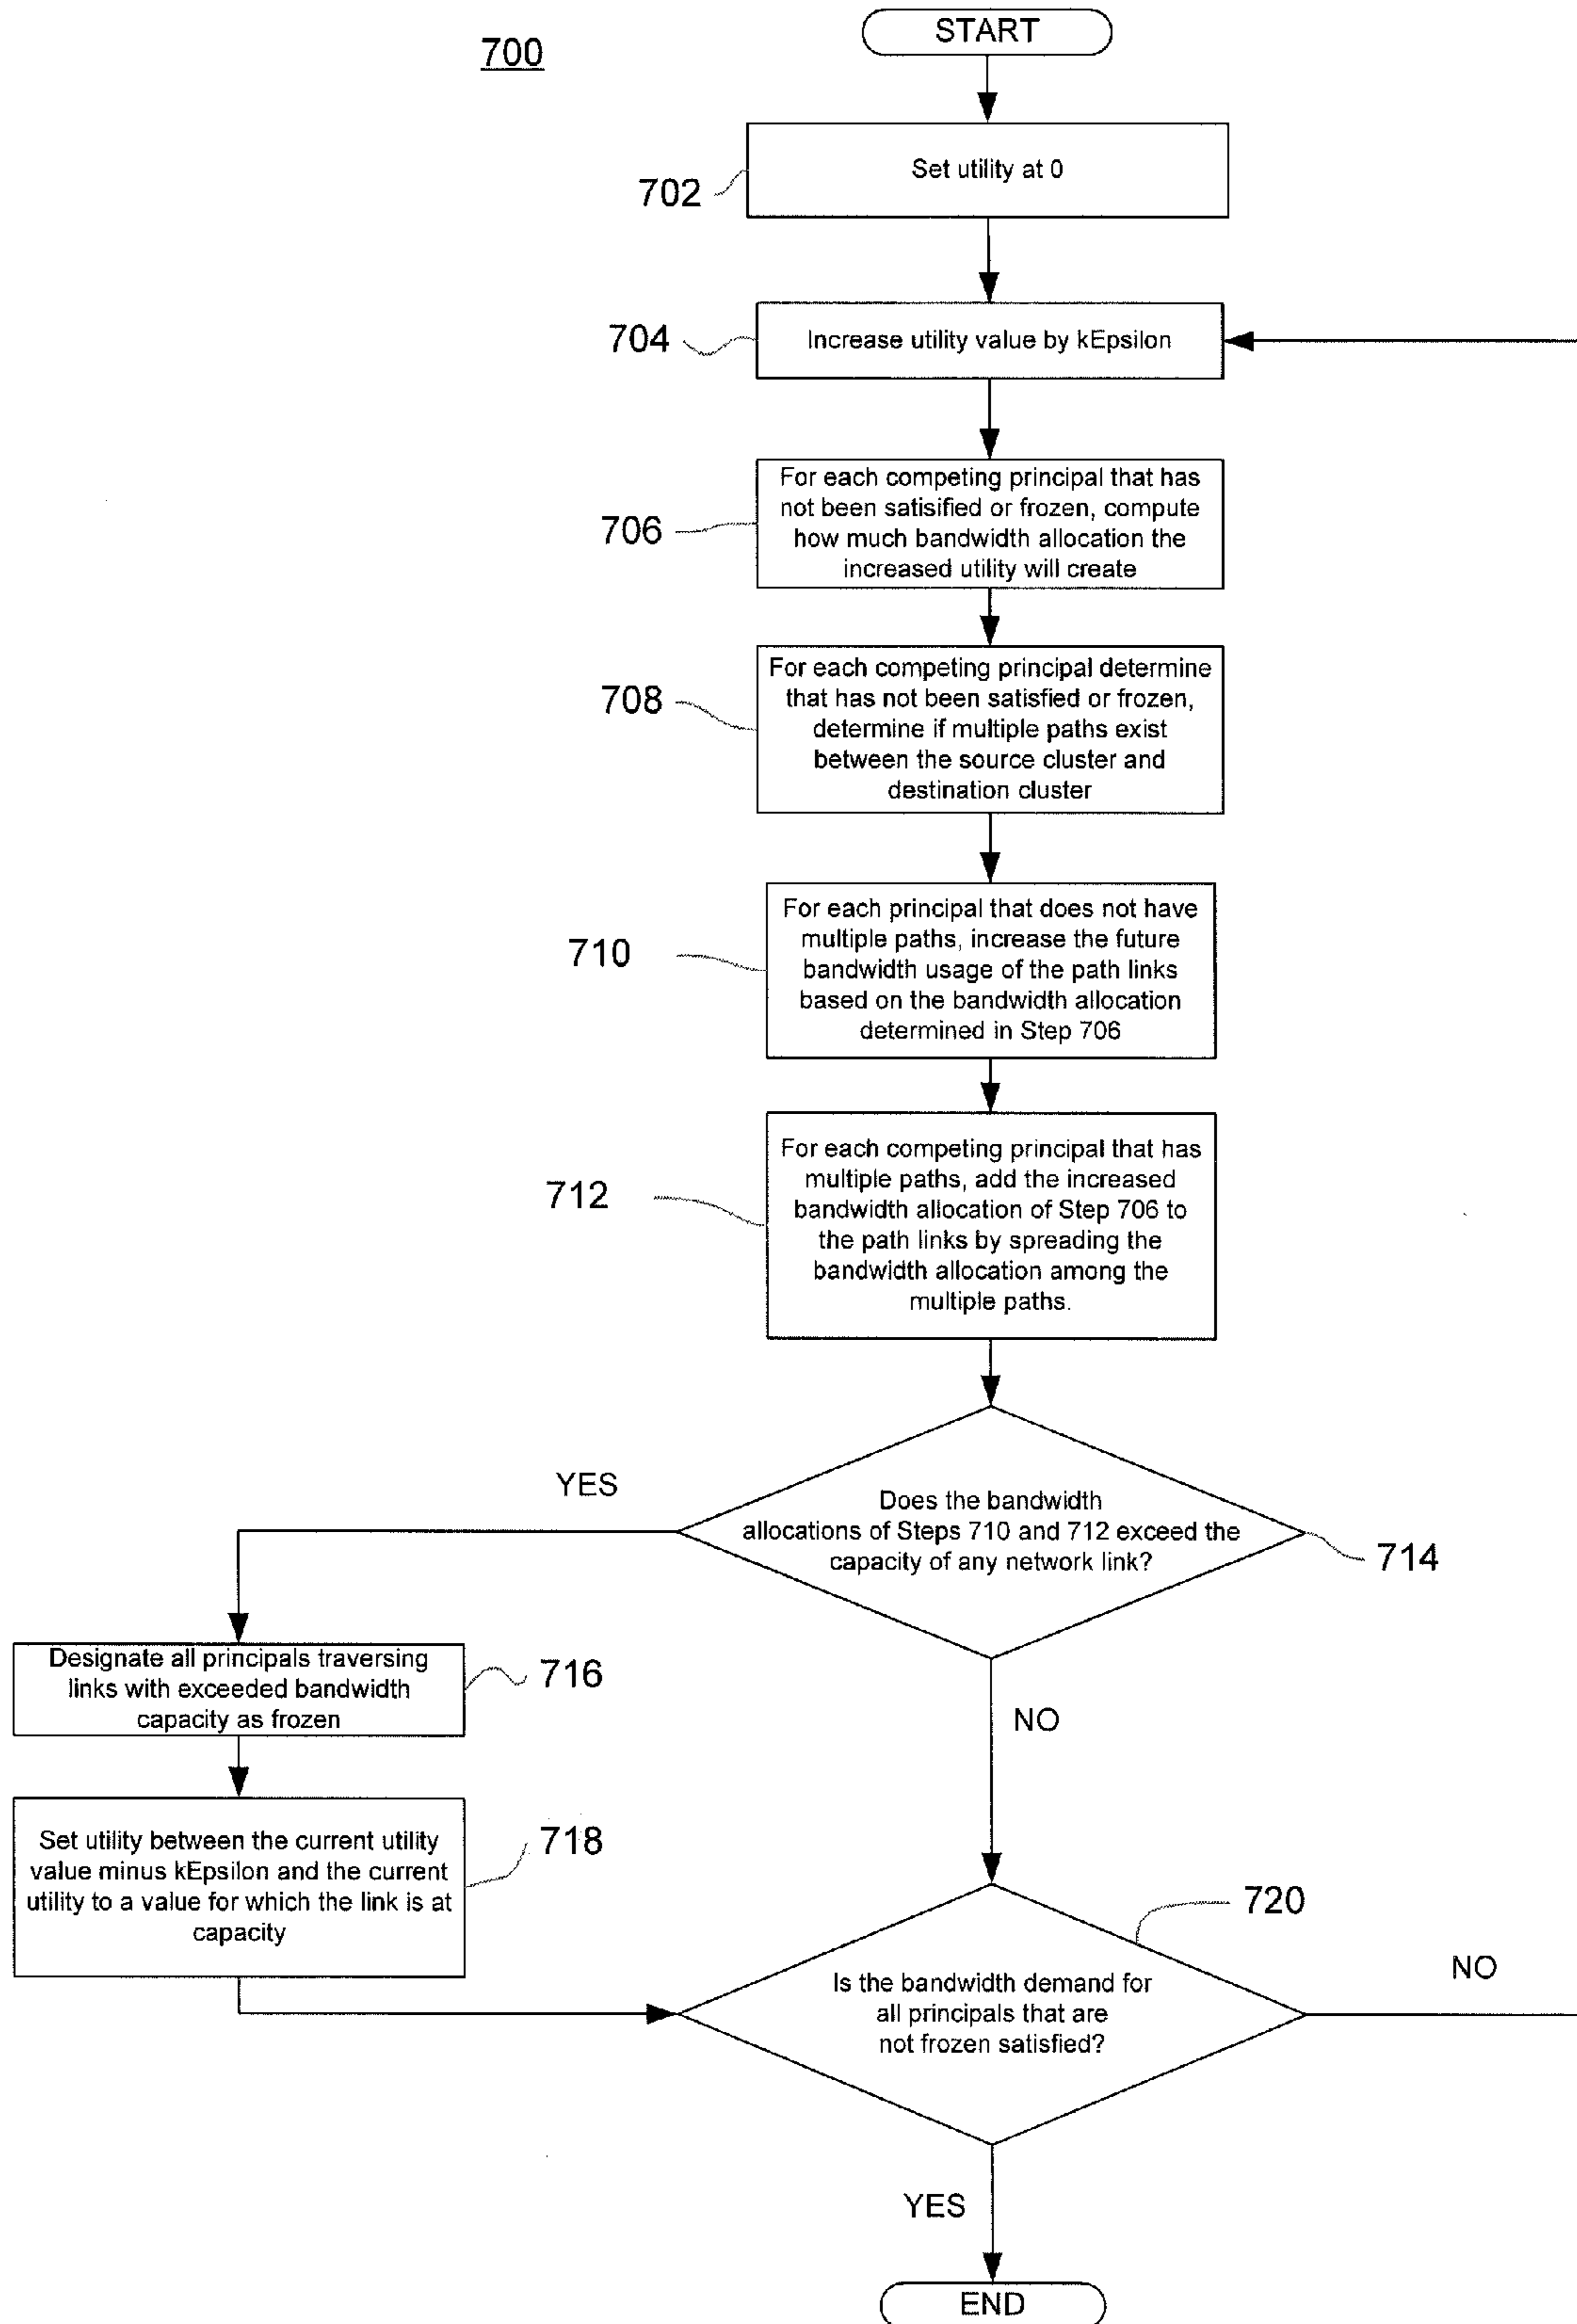 700
START
702
Set utility at 0
704
Increase utility value by kEpsilon
706
For each competing principal that has
not been satisified or frozen, compute
how much bandwidth allocation the
increased utility will create
708
For each competing principal determine
that has not been satisfied or frozen,
determine if multiple paths exist
between the source cluster and
destination cluster
710
For each principal that does not have
multiple paths, increase the future
bandwidth usage of the path links
based on the bandwidth allocation
determined in Step 706
712
For each competing principal that has
multiple paths, add the increased
bandwidth allocation of Step 706 to
the path links by spreading the
bandwidth allocation among the
multiple paths.
YES
Does the bandwidth
allocations of Steps 710 and 712 exceed the
capacity of any network link?
714
Designate all principals traversing
links with exceeded bandwidth
capacity as frozen
716
NO
Set utility between the current utility
value minus kEpsilon and the current
utility to a value for which the link is at
capacity
718
720
Is the bandwidth demand for
all principals that are
not frozen satisfied?
NO
YES
END